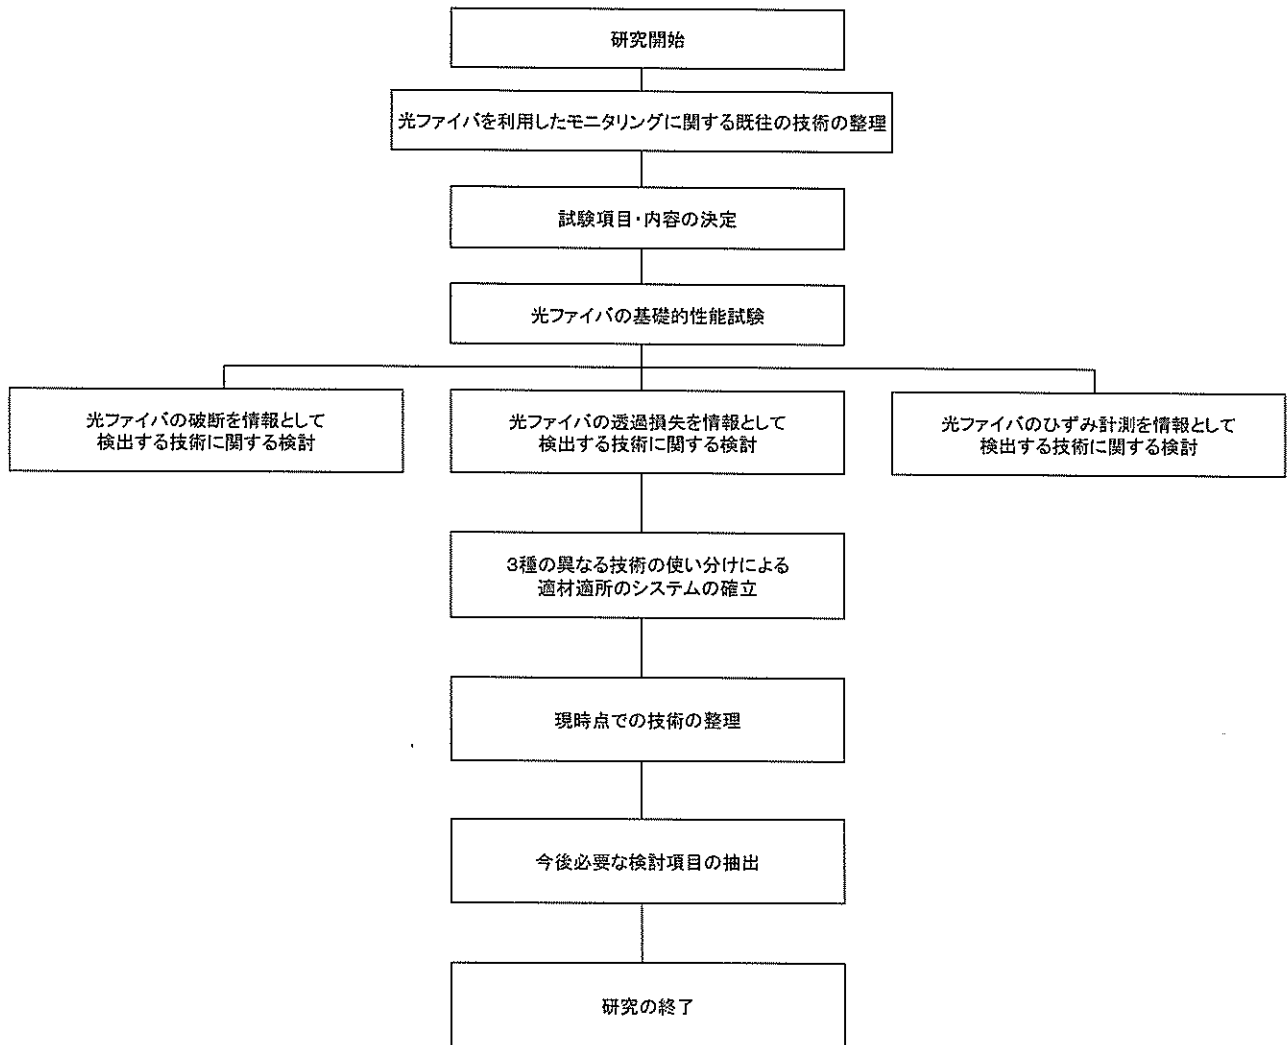 研究開始
光ファイバを利用したモニタリングに関する既往の技術の整理
試験項目・内容の決定
光ファイバの基礎的性能試験
光ファイバの破断を情報として
検出する技術に関する検討
光ファイバの透過損失を情報として
検出する技術に関する検討
光ファイバのひずみ計測を情報として
検出する技術に関する検討
3種の異なる技術の使い分けによる
適材適所のシステムの確立
現時点での技術の整理
今後必要な検討項目の抽出
研究の終了